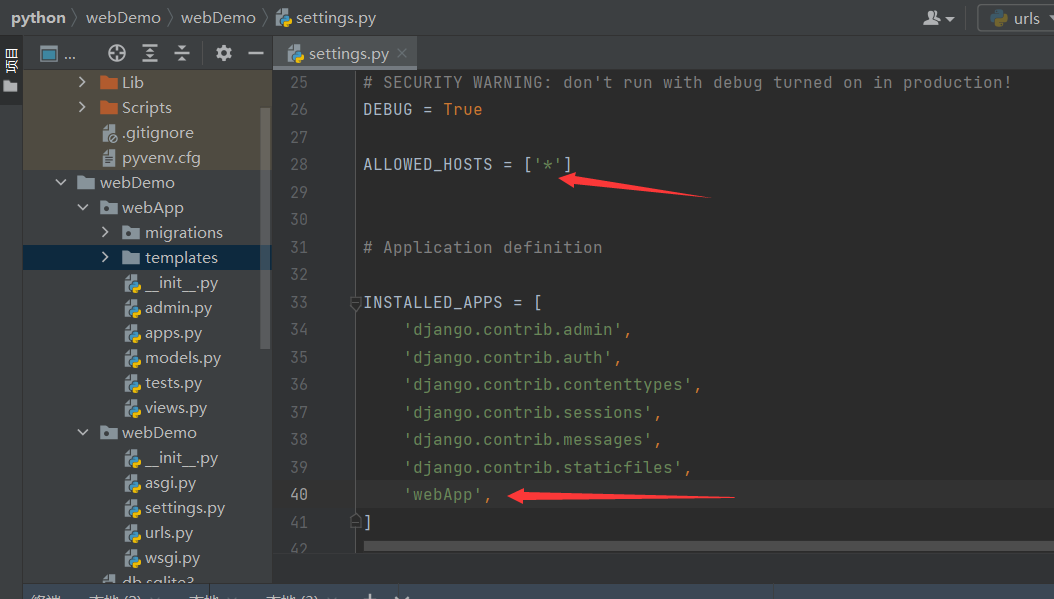 python webDemo webDemo settings.py
urls
项目
...
settings.py
Lib
Scripts
.gitignore
pyvenv.cfg
webDemo
webApp
migrations
templates
__init__.py
admin.py
apps.py
models.py
tests.py
views.py
webDemo
__init__.py
asgi.py
settings.py
urls.py
wsgi.py
db.sqlite3
25 # SECURITY WARNING: don't run with debug turned on in production!
26 DEBUG = True
27
28 ALLOWED_HOSTS = ['*']
29
30
31 # Application definition
32
33 INSTALLED_APPS = [
34 'django.contrib.admin',
35 'django.contrib.auth',
36 'django.contrib.contenttypes',
37 'django.contrib.sessions',
38 'django.contrib.messages',
39 'django.contrib.staticfiles',
40 'webApp',
41 ]
42